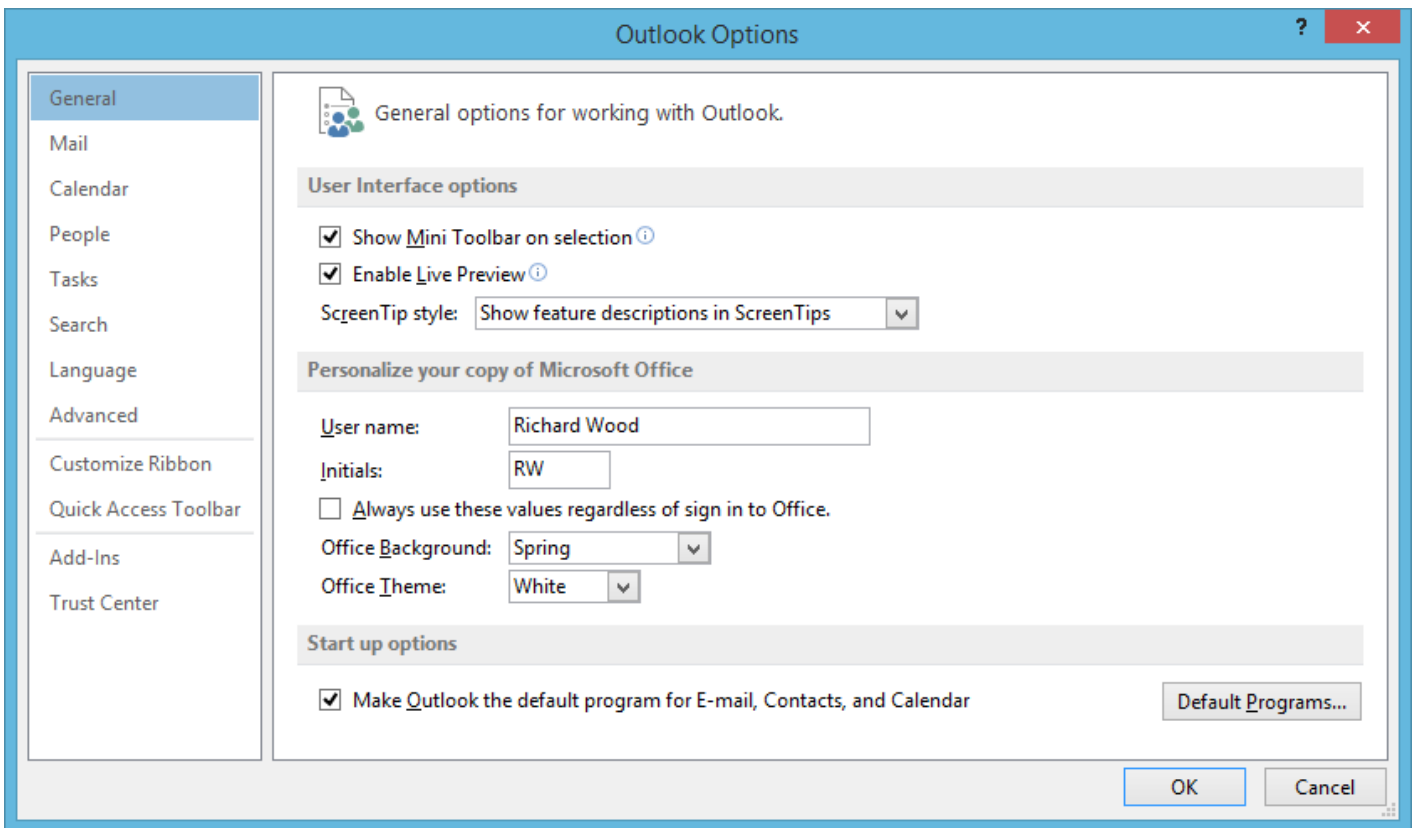 Outlook Options
?
General
Mail
Calendar
People
Tasks
Search
Language
Advanced
Customize Ribbon
Quick Access Toolbar
Add-Ins
Trust Center
General options for working with Outlook.
User Interface options
Show Mini Toolbar on selection
Enable Live Preview
ScreenTip style: Show feature descriptions in ScreenTips
Personalize your copy of Microsoft Office
User name: Richard Wood
Initials: RW
Always use these values regardless of sign in to Office.
Office Background: Spring
Office Theme: White
Start up options
Make Outlook the default program for E-mail, Contacts, and Calendar Default Programs...
OK Cancel